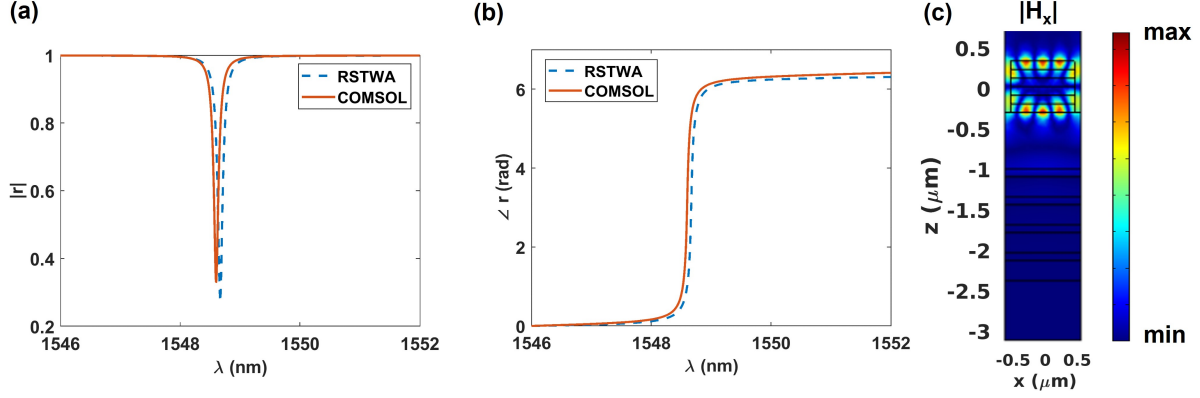 (a)
1
0.8
0.6
0.4
0.2
|r|
1546
1548
1550
1552
λ (nm)
RSTWA
COMSOL
(b)
6
4
2
0
∠ r (rad)
1546
1548
1550
1552
λ (nm)
RSTWA
COMSOL
(c)
|Hₓ|
0.5
0
-0.5
-1
-1.5
-2
-2.5
-3
z (μm)
-0.5 0 0.5
x (μm)
max
min